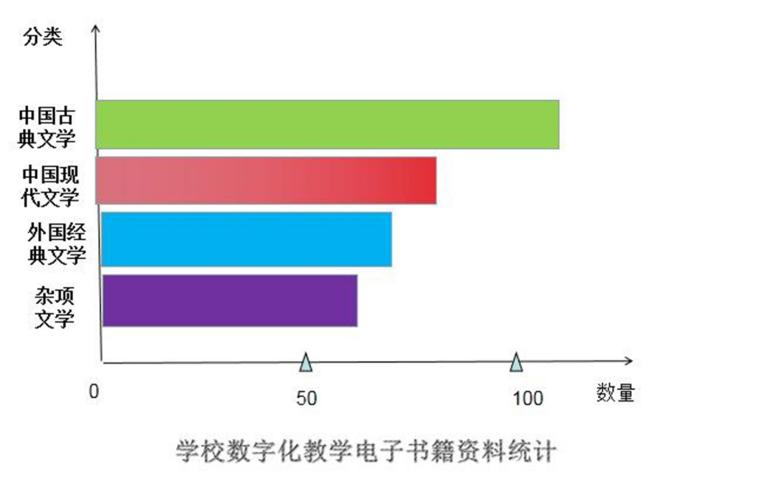 分类
中国古
典文学
中国现
代文学
外国经
典文学
杂项
文学
0
50
100
数量
学校数字化教学电子书籍资料统计